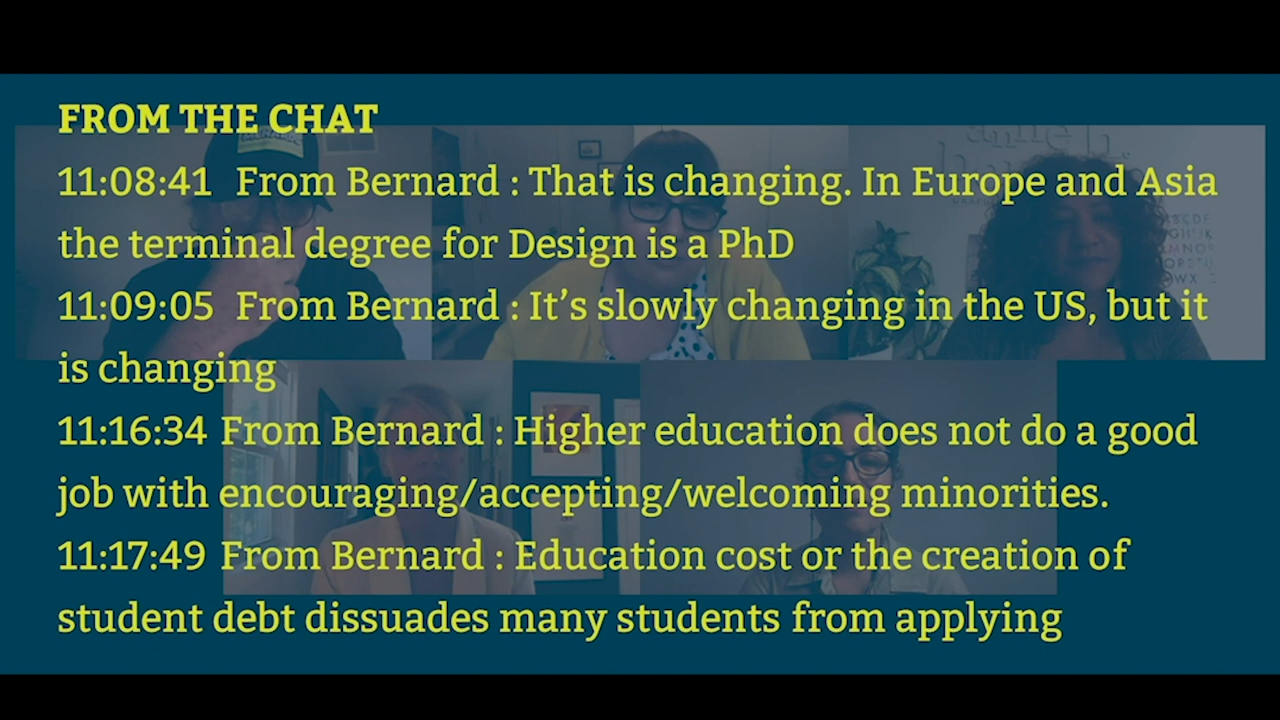 FROM THE CHAT
11:08:41 From Bernard : That is changing. In Europe and Asia
the terminal degree for Design is a PhD
11:09:05 From Bernard : It’s slowly changing in the US, but it
is changing
11:16:34 From Bernard : Higher education does not do a good
job with encouraging/accepting/welcoming minorities.
11:17:49 From Bernard : Education cost or the creation of
student debt dissuades many students from applying